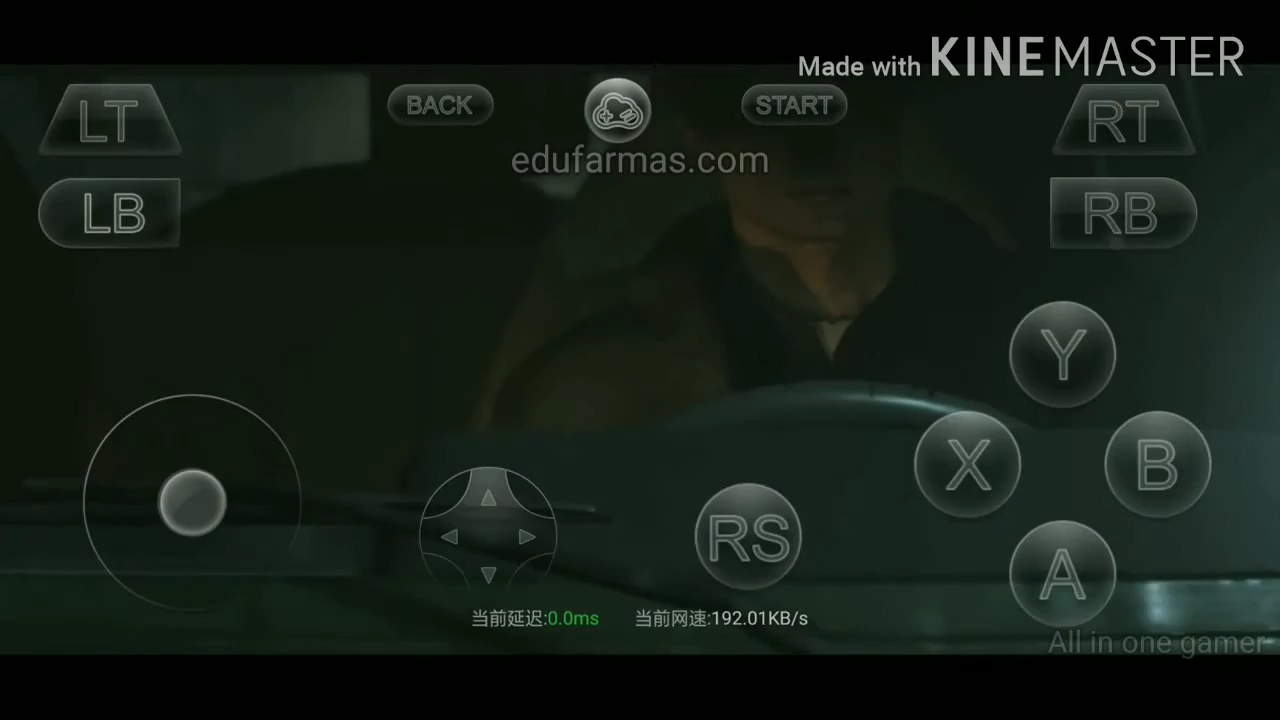 Made with KINEMASTER
LT
BACK
START
RT
edufarmas.com
LB
RB
Y
X
B
RS
A
当前延迟:0.0ms 当前网速:192.01KB/s
All in one gamer